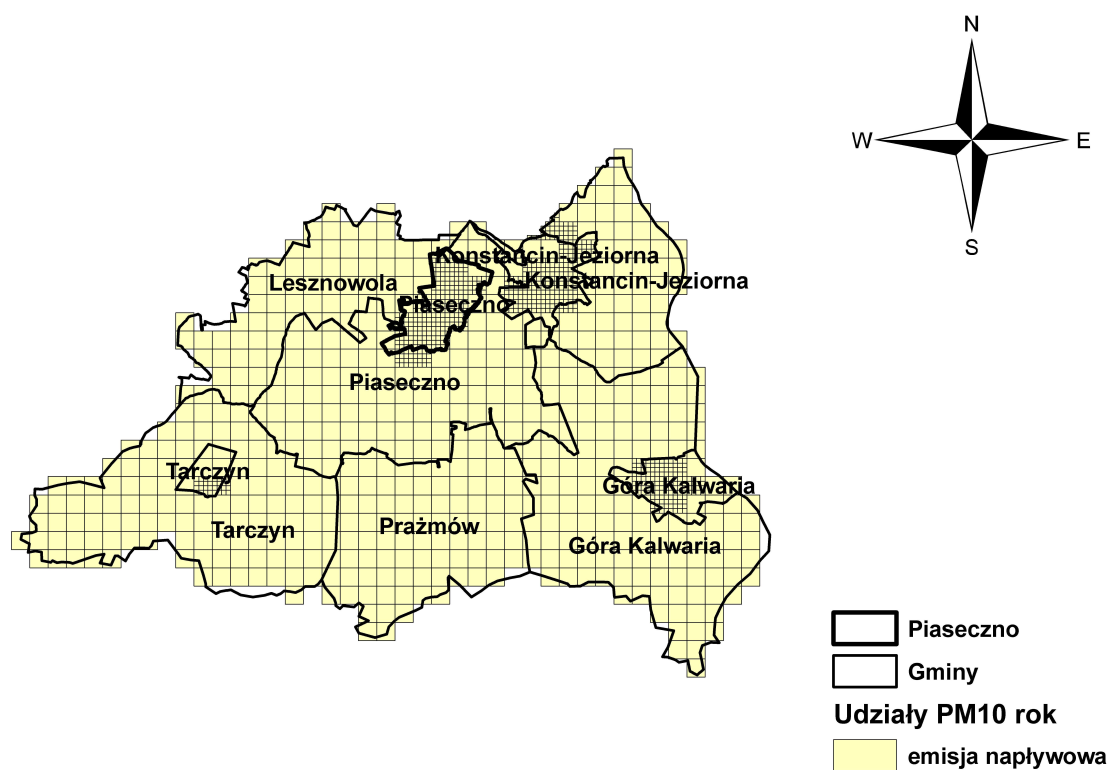 N
W
E
S
Konstancin-Jeziorna
Lesznowola
Konstancin-Jeziorna
Piaseczno
Piaseczno
Tarczyn
Góra Kalwaria
Tarczyn
Prażmów
Góra Kalwaria
Piaseczno
Gminy
Udziały PM10 rok
emisja napływowa